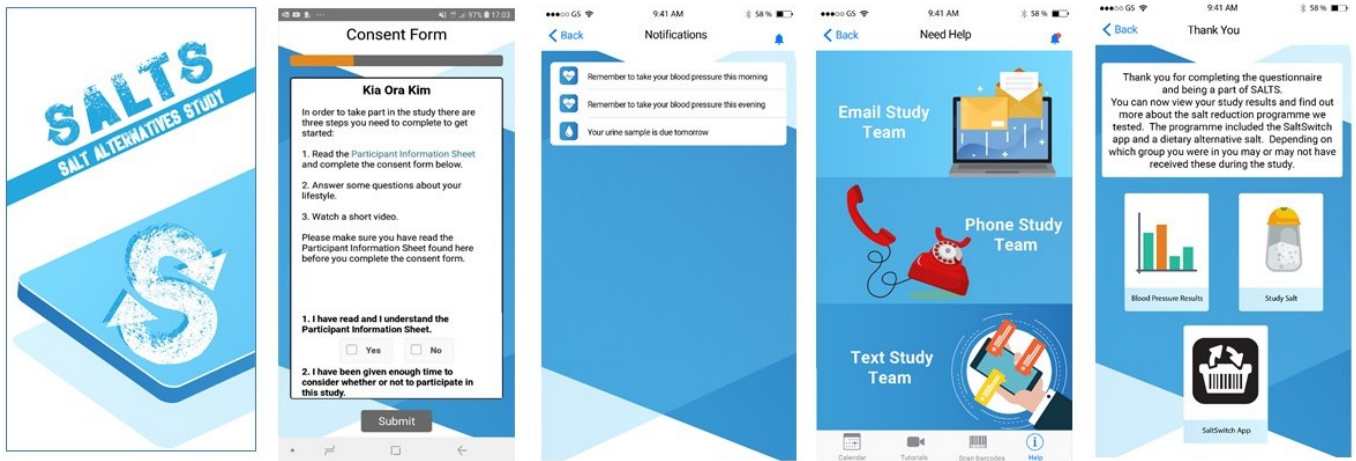 SALTS
SALT ALTERNATIVES STUDY
S
97% 17:03
Consent Form
Kia Ora Kim
In order to take part in the study there are
three steps you need to complete to get
started:
1. Read the Participant Information Sheet
and complete the consent form below.
2. Answer some questions about your
lifestyle.
3. Watch a short video.
Please make sure you have read the
Participant Information Sheet found here
before you complete the consent form.
1. I have read and I understand the
Participant Information Sheet.
Yes No
2. I have been given enough time to
consider whether or not to participate in
this study.
Submit
GS 9:41 AM 58 %
Back Notifications
Remember to take your blood pressure this morning
Remember to take your blood pressure this evening
Your urine sample is due tomorrow
GS 9:41 AM 58 %
Back Need Help
Email Study
Team
Phone Study
Team
Text Study
Team
Calendar Tutorials Scan barcodes Help
GS 9:41 AM 58 %
Back Thank You
Thank you for completing the questionnaire
and being a part of SALTS.
You can now view your study results and find out
more about the salt reduction programme we
tested. The programme included the SaltSwitch
app and a dietary alternative salt. Depending on
which group you were in you may or may not have
received these during the study.
Blood Pressure Results Study Salt
SaltSwitch App